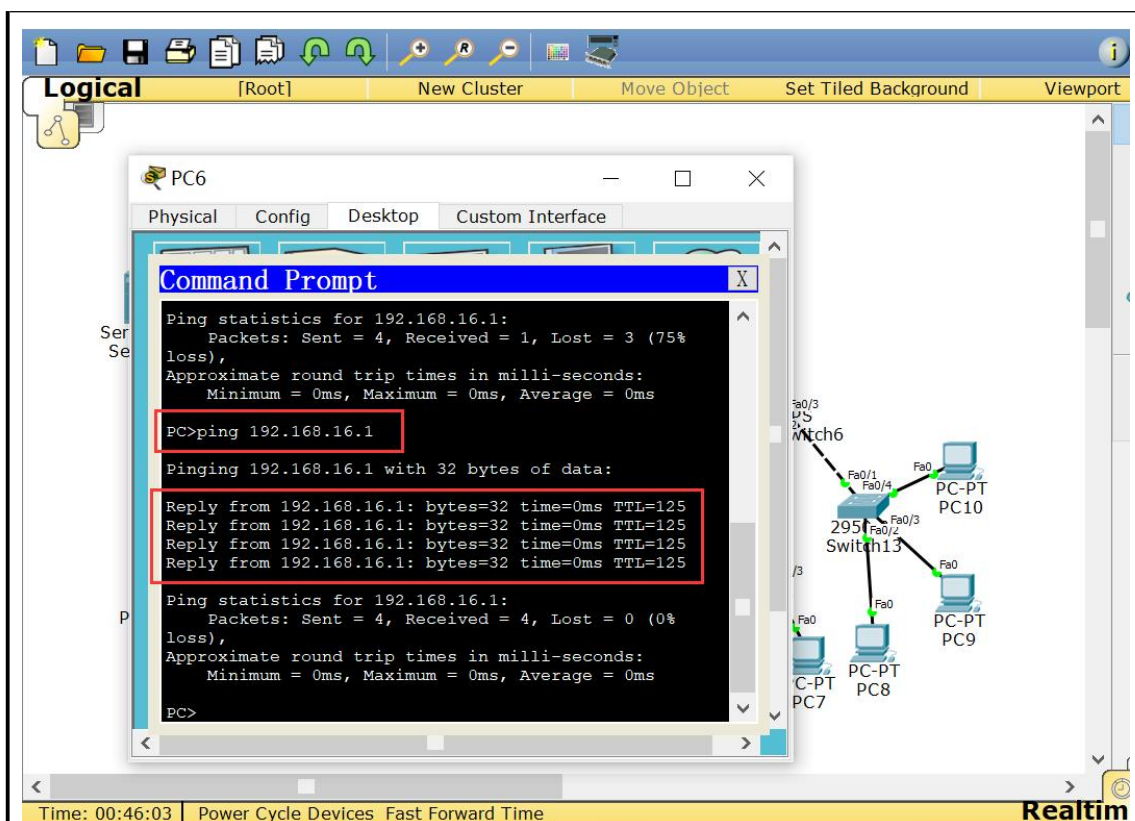 R
i
Logical
[Root]
New Cluster
Move Object
Set Tiled Background
Viewport
PC6
Physical
Config
Desktop
Custom Interface
Command Prompt
X
Ping statistics for 192.168.16.1:
Packets: Sent = 4, Received = 1, Lost = 3 (75%
loss),
Approximate round trip times in milli-seconds:
Minimum = 0ms, Maximum = 0ms, Average = 0ms
PC>ping 192.168.16.1
Pinging 192.168.16.1 with 32 bytes of data:
Reply from 192.168.16.1: bytes=32 time=0ms TTL=125
Reply from 192.168.16.1: bytes=32 time=0ms TTL=125
Reply from 192.168.16.1: bytes=32 time=0ms TTL=125
Reply from 192.168.16.1: bytes=32 time=0ms TTL=125
Ping statistics for 192.168.16.1:
Packets: Sent = 4, Received = 4, Lost = 0 (0%
loss),
Approximate round trip times in milli-seconds:
Minimum = 0ms, Maximum = 0ms, Average = 0ms
PC>
Ser
Se
P
Fa0/3
PS
witch6
Fa0/1
Fa0/4
Fa0
PC-PT
PC10
295
Fa0/2
Fa0/3
Switch13
Fa0
PC-PT
PC9
/3
Fa0
C-PT
PC7
Fa0
PC-PT
PC8
Time: 00:46:03
Power Cycle Devices
Fast Forward Time
Realtim